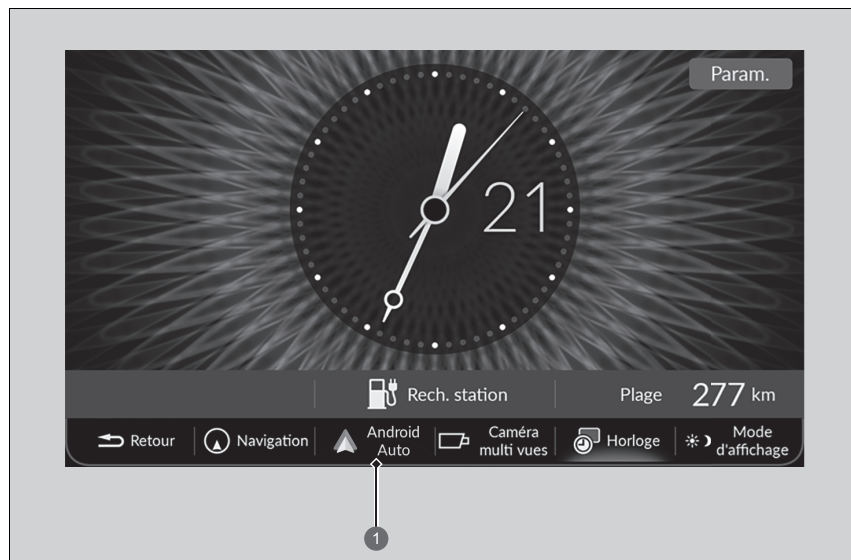 Param.
21
Rech. station
Plage 277 km
Retour
Navigation
Android
Auto
Caméra
multi vues
Horloge
Mode
d'affichage
1